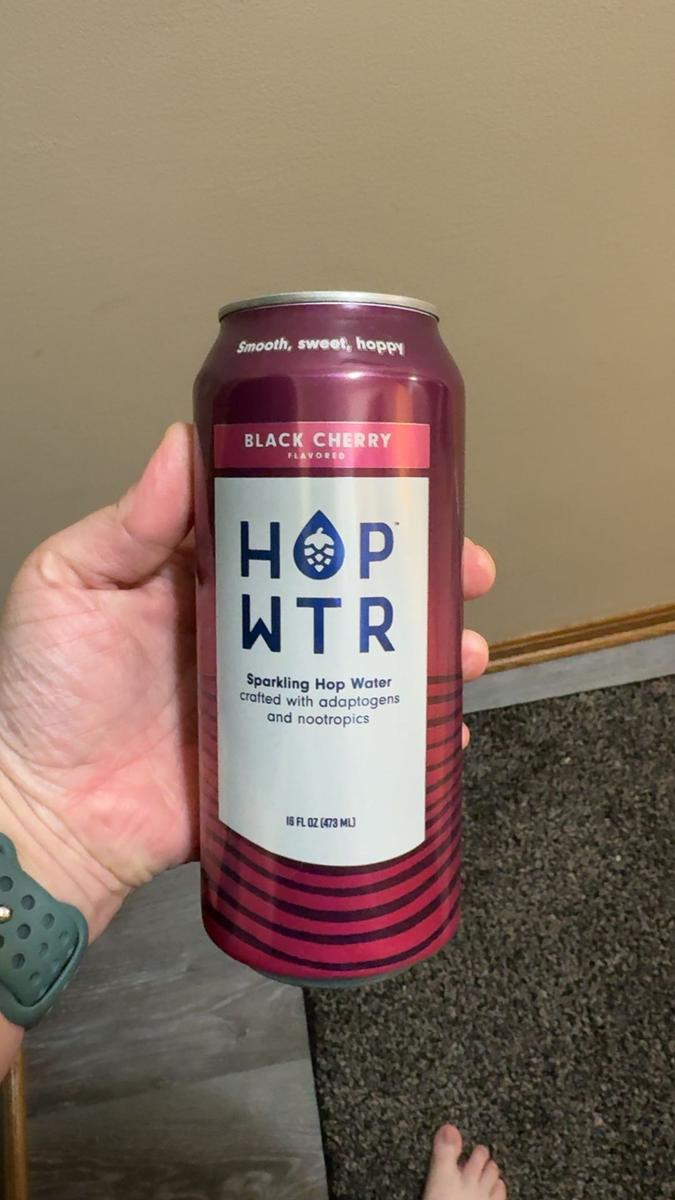 Smooth, sweet, hoppy
BLACK CHERRY
FLAVORED
HOP™
WTR
Sparkling Hop Water
crafted with adaptogens
and nootropics
16 FL OZ (473 ML)